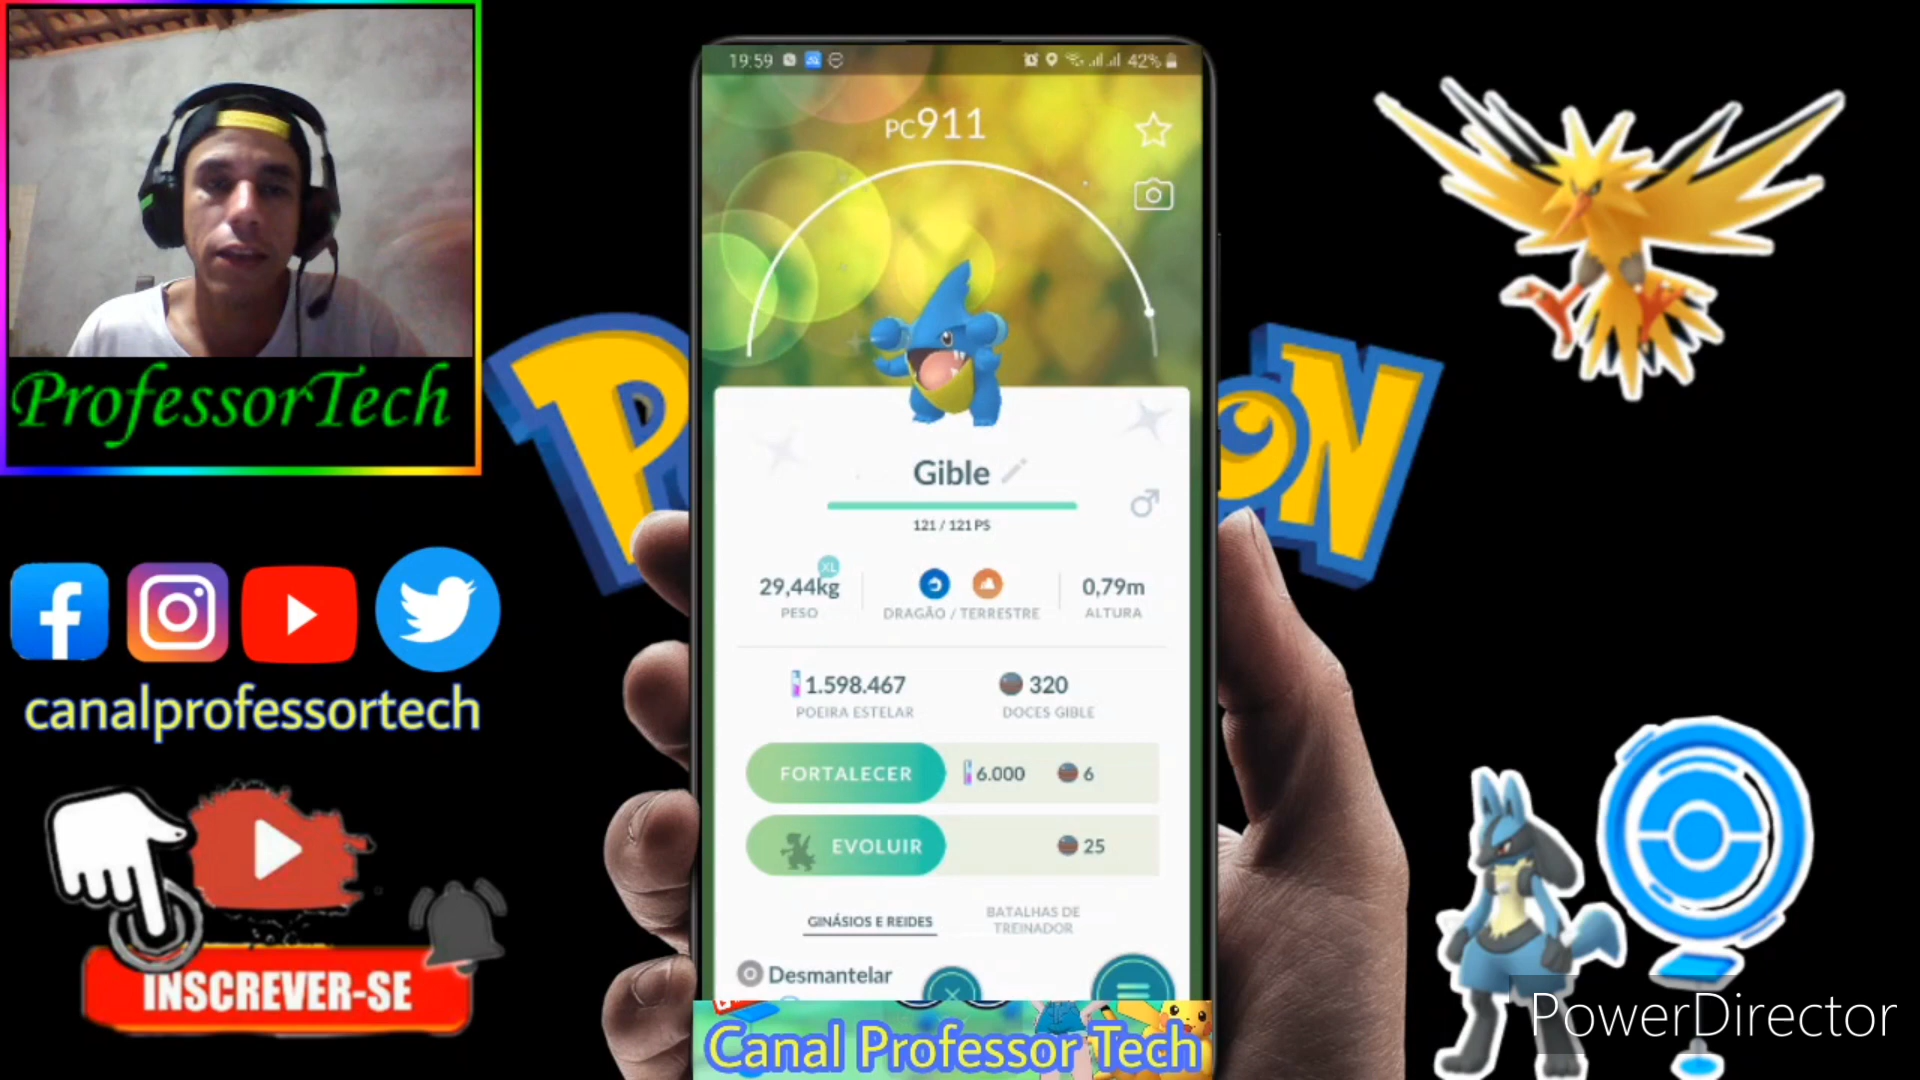 ProfessorTech
canalprofessortech
INSCREVER-SE
19:59
42%
PC911
Gible
121 / 121 PS
XL
29,44kg
PESO
DRAGÃO / TERRESTRE
0,79m
ALTURA
1.598.467
POEIRA ESTELAR
320
DOCES GIBLE
FORTALECER
6.000
6
EVOLUIR
25
GINÁSIOS E REIDES
BATALHAS DE
TREINADOR
Desmantelar
Canal Professor Tech
PowerDirector